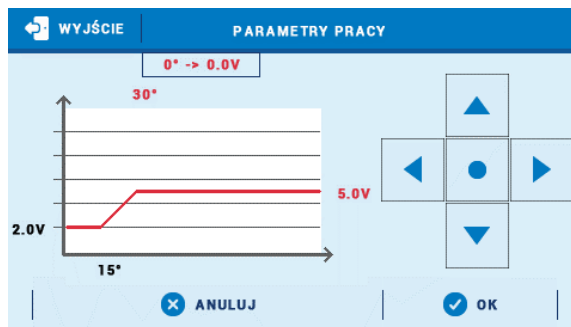 WYJŚCIE
PARAMETRY PRACY
0° -> 0.0V
30°
5.0V
2.0V
15°
ANULUJ
OK